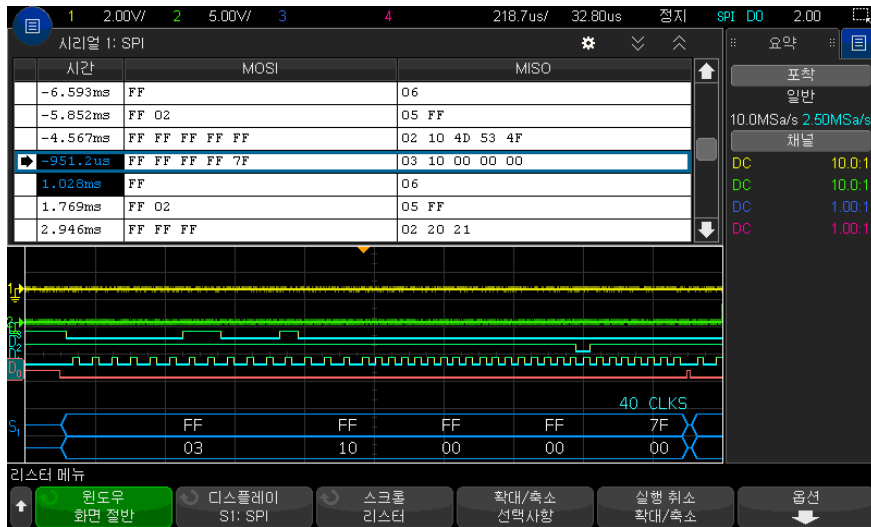 1 2.00V/ 2 5.00V/ 3 4 218.7us/ 32.80us 정지 SPI D0 2.00
시리얼 1: SPI
요약
시간 MOSI MISO
-6.593ms FF 06
-5.852ms FF 02 05 FF
-4.567ms FF FF FF FF FF 02 10 4D 53 4F
-951.2us FF FF FF FF 7F 03 10 00 00 00
1.028ms FF 06
1.769ms FF 02 05 FF
2.946ms FF FF FF 02 20 21
포착
일반
10.0MSa/s 2.50MSa/s
채널
DC 10.0:1
DC 10.0:1
DC 1.00:1
DC 1.00:1
1
2
D2
D0
40 CLKS
S1
FF FF FF FF 7F
03 10 00 00 00
리스터 메뉴
윈도우
화면 절반
디스플레이
S1: SPI
스크롤
리스터
확대/축소
선택사항
실행 취소
확대/축소
옵션